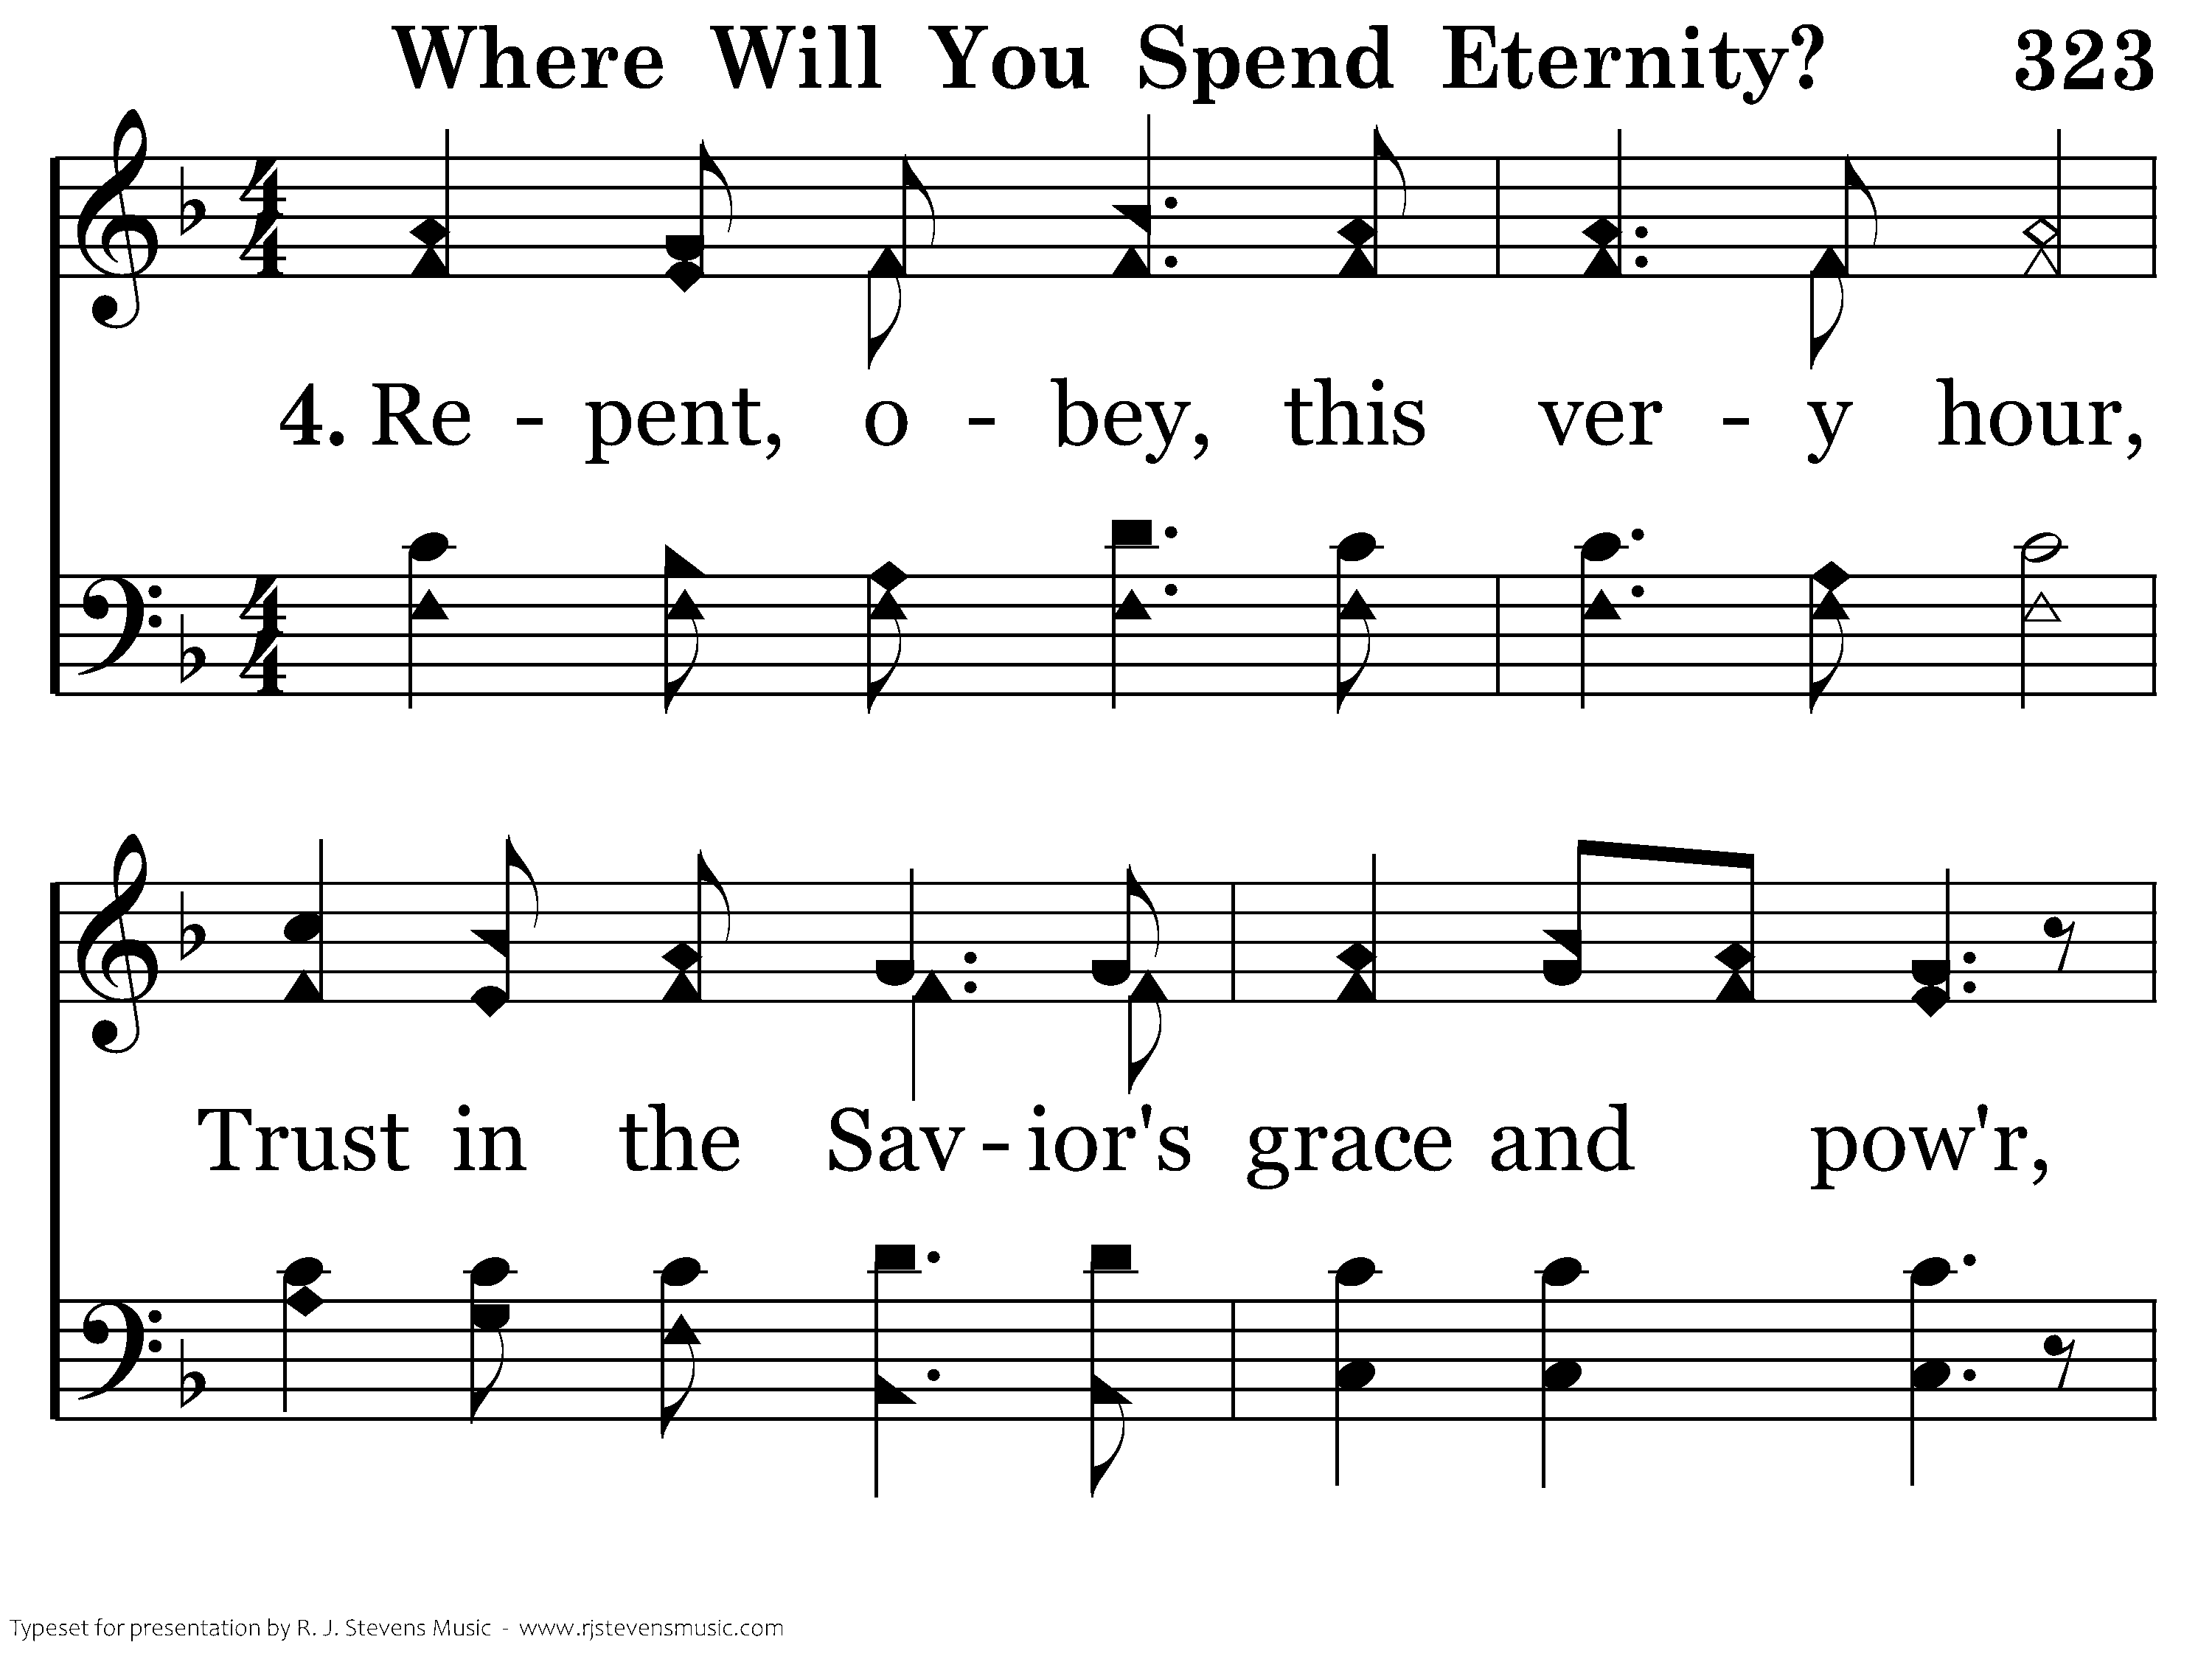 Where Will You Spend Eternity? 323
4. Re - pent, o - bey, this ver - y hour,
Trust in the Sav - ior's grace and pow'r,
Typeset for presentation by R. J. Stevens Music - www.rjstevensmusic.com